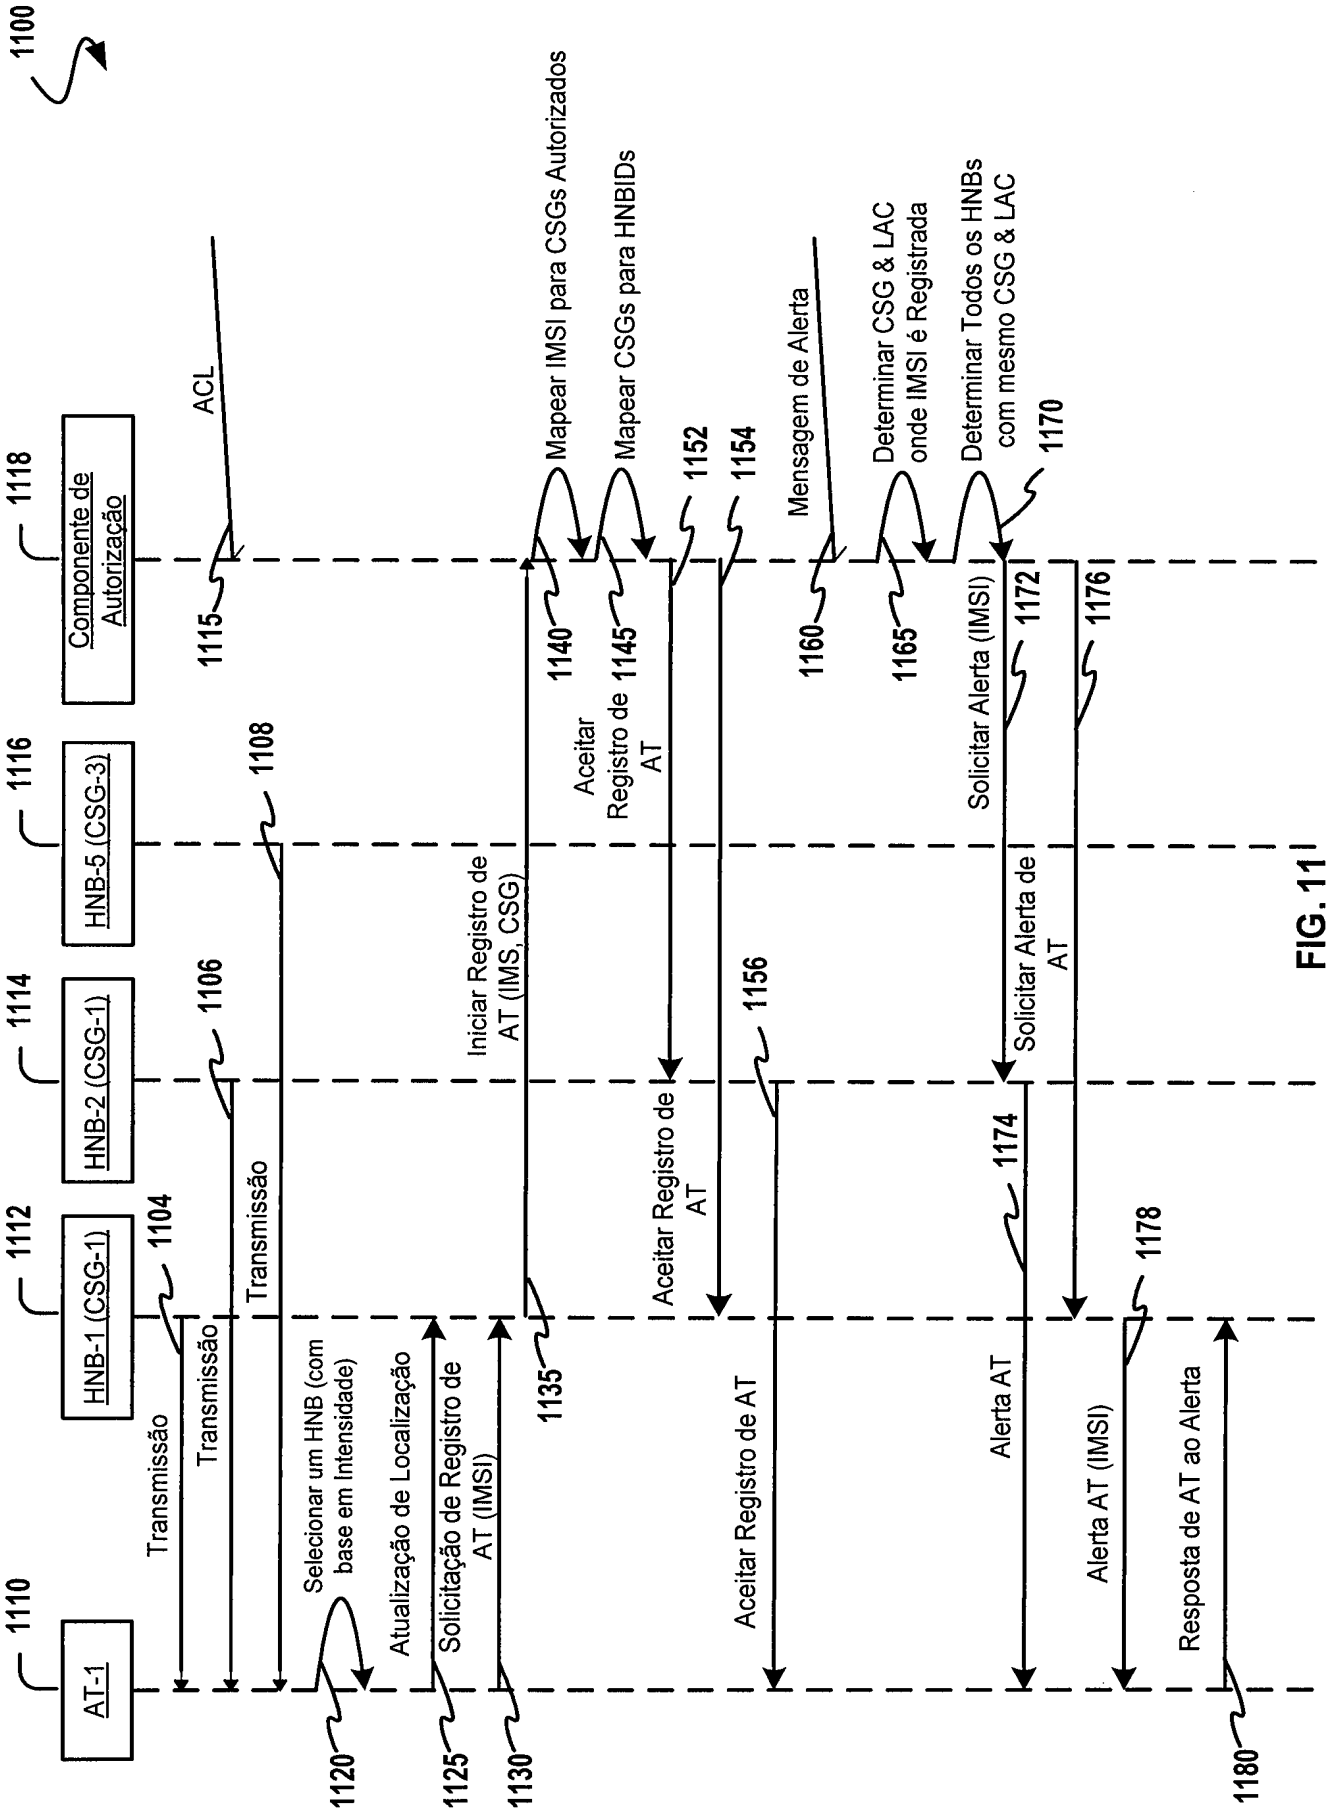 1100
1110
1112
1114
1116
1118
AT-1
HNB-1 (CSG-1)
HNB-2 (CSG-1)
HNB-5 (CSG-3)
Componente de
Autorização
1104
Transmissão
1106
Transmissão
1108
Transmissão
ACL
1115
Selecionar um HNB (com
base em Intensidade)
1120
Atualização de Localização
1125
Solicitação de Registro de
AT (IMSI)
1130
Iniciar Registro de
AT (IMS, CSG)
1135
Mapear IMSI para CSGs Autorizados
1140
Mapear CSGs para HNBIDs
1145
Aceitar
Registro de
AT
1152
Aceitar Registro de
AT
1154
Aceitar Registro de AT
1156
Mensagem de Alerta
1160
Determinar CSG & LAC
onde IMSI é Registrada
1165
Determinar Todos os HNBs
com mesmo CSG & LAC
1170
Solicitar Alerta (IMSI)
1172
Alerta AT
1174
Solicitar Alerta de
AT
1176
Alerta AT (IMSI)
1178
Resposta de AT ao Alerta
1180
FIG. 11